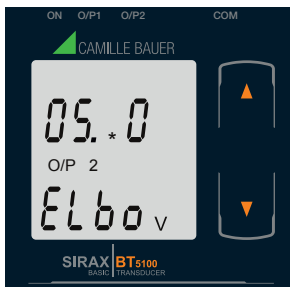 ON O/P1 O/P2 COM
CAMILLE BAUER
05.*0
O/P 2
ELbo V
SIRAX BT5100
BASIC TRANSDUCER